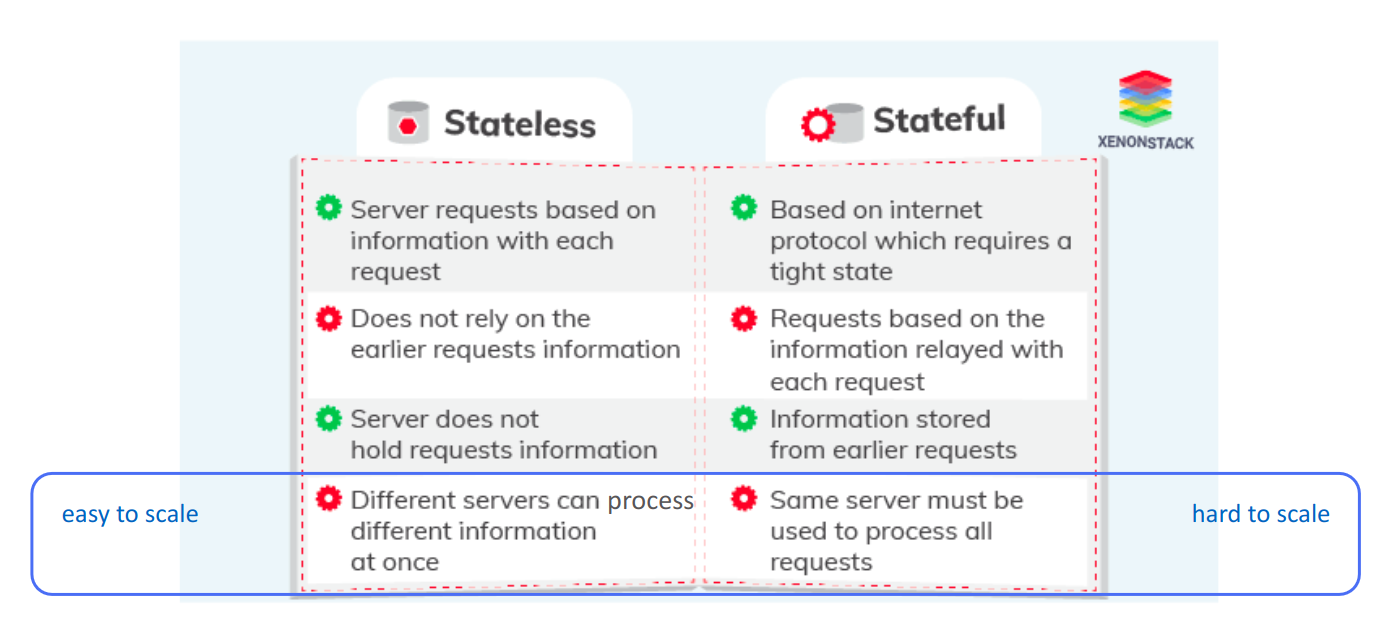 Stateless
Stateful
XENONSTACK
Server requests based on
information with each
request
Based on internet
protocol which requires a
tight state
Does not rely on the
earlier requests information
Requests based on the
information relayed with
each request
Server does not
hold requests information
Information stored
from earlier requests
easy to scale
Different servers can process
different information
at once
Same server must be
used to process all
requests
hard to scale